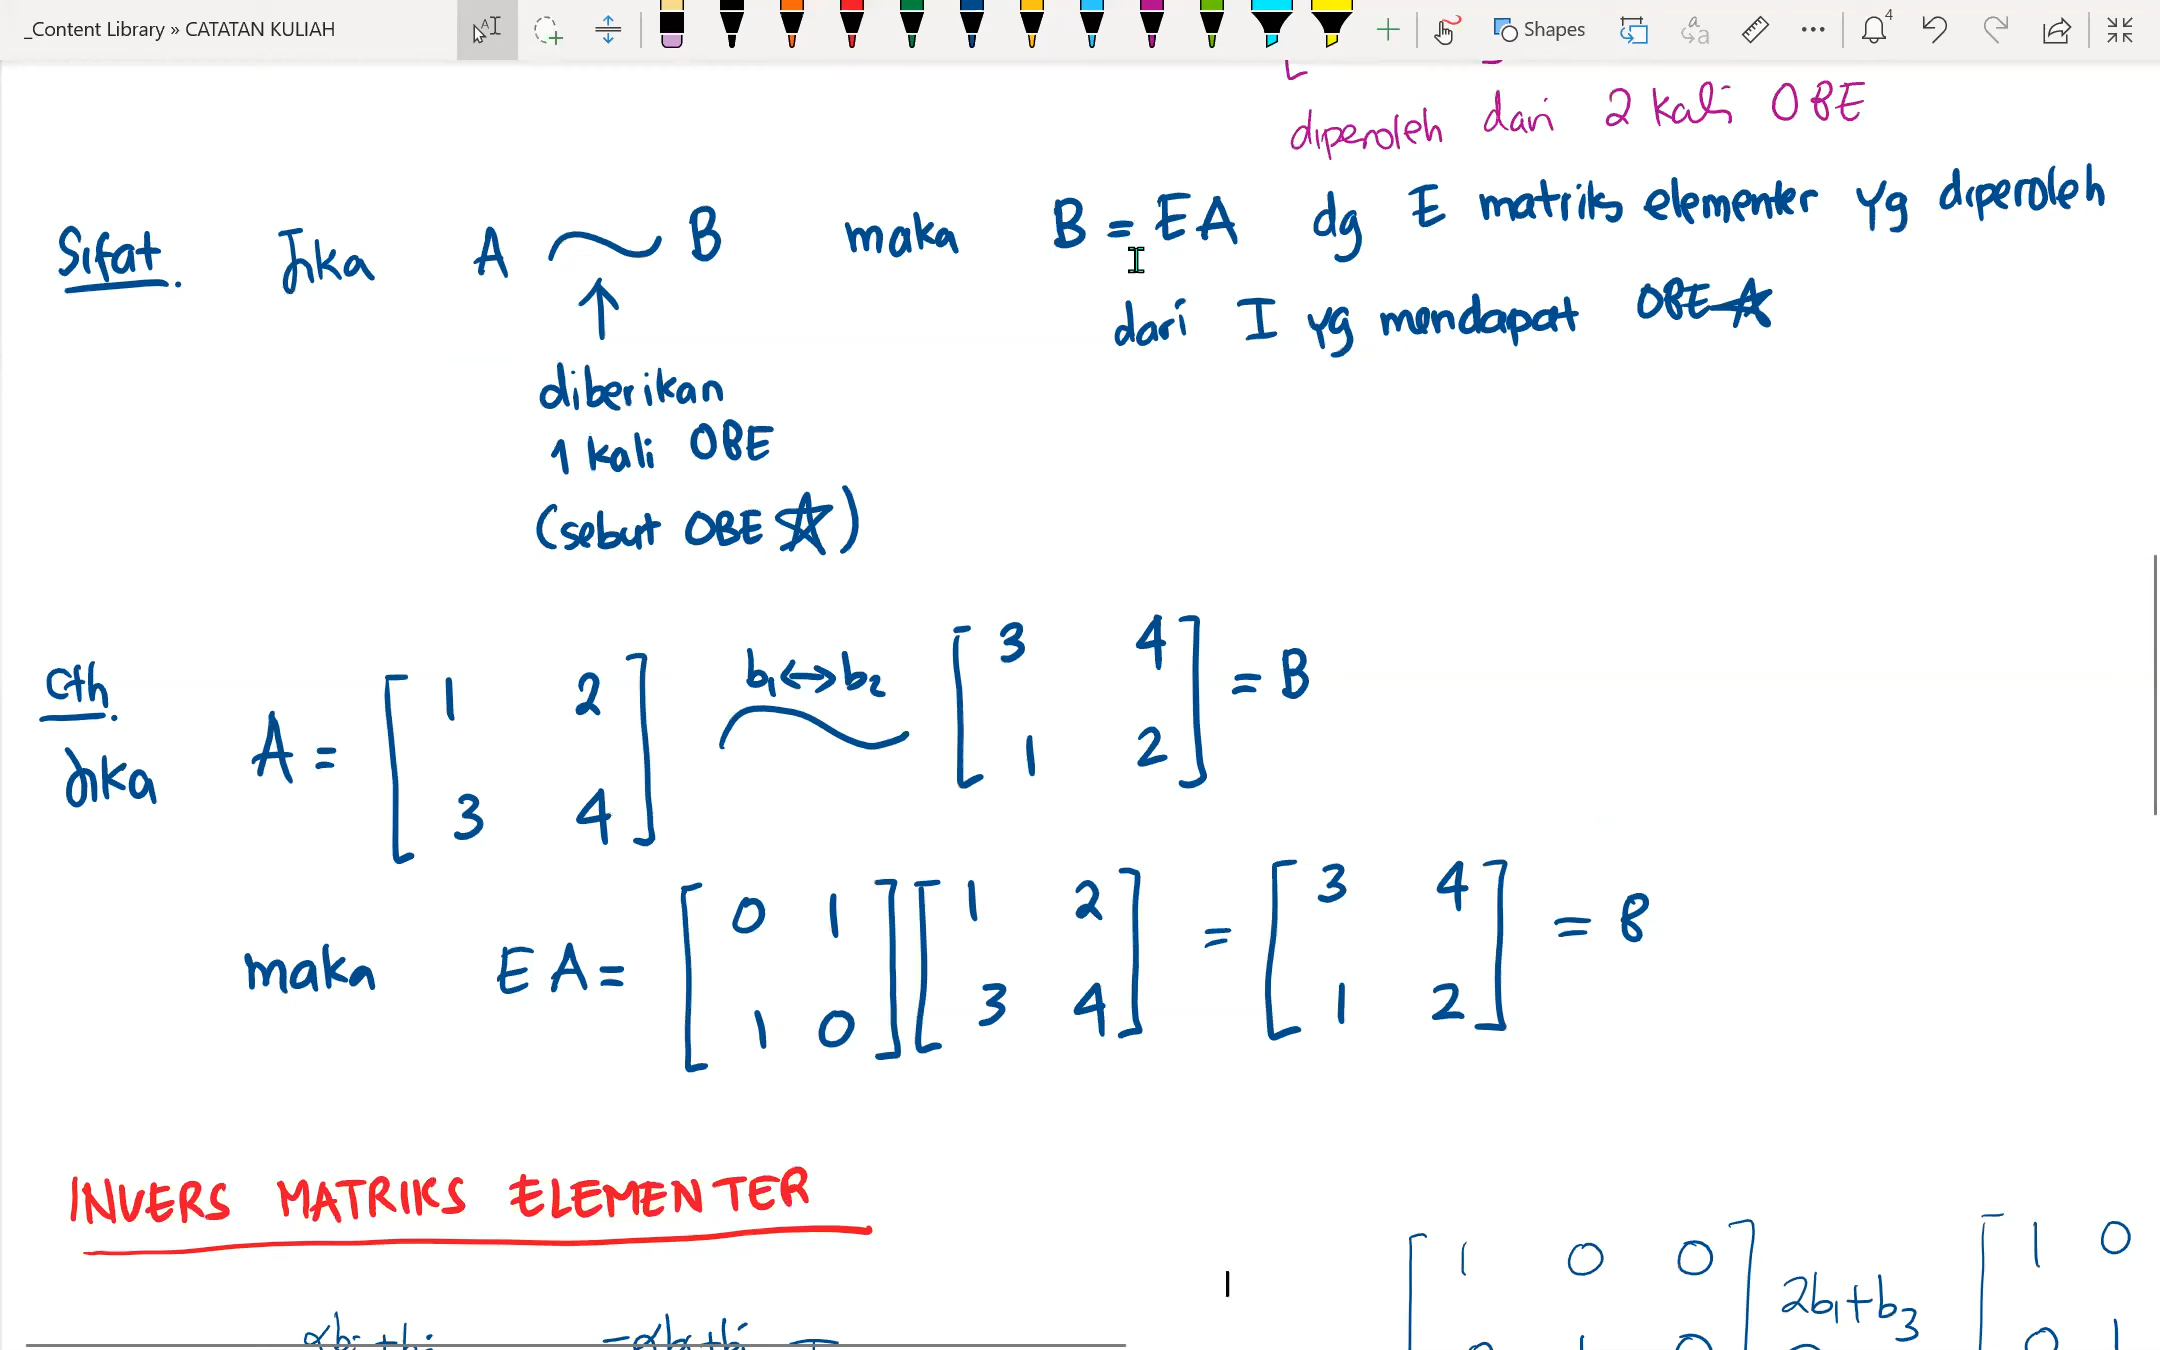 _Content Library » CATATAN KULIAH
Shapes
4
diperoleh dari 2 kali OBE
Sifat. Jika A ~ B maka B = EA dg E matriks elementer yg diperoleh
dari I yg mendapat OBE ☆
↑
diberikan
1 kali OBE
(sebut OBE ☆)
Cth.
Jika A = [1 2; 3 4] b₁↔b₂ ~ [3 4; 1 2] = B
maka EA = [0 1; 1 0] [1 2; 3 4] = [3 4; 1 2] = B
INVERS MATRIKS ELEMENTER
1 0 0 2b₁+b₃ 1 0
0 1